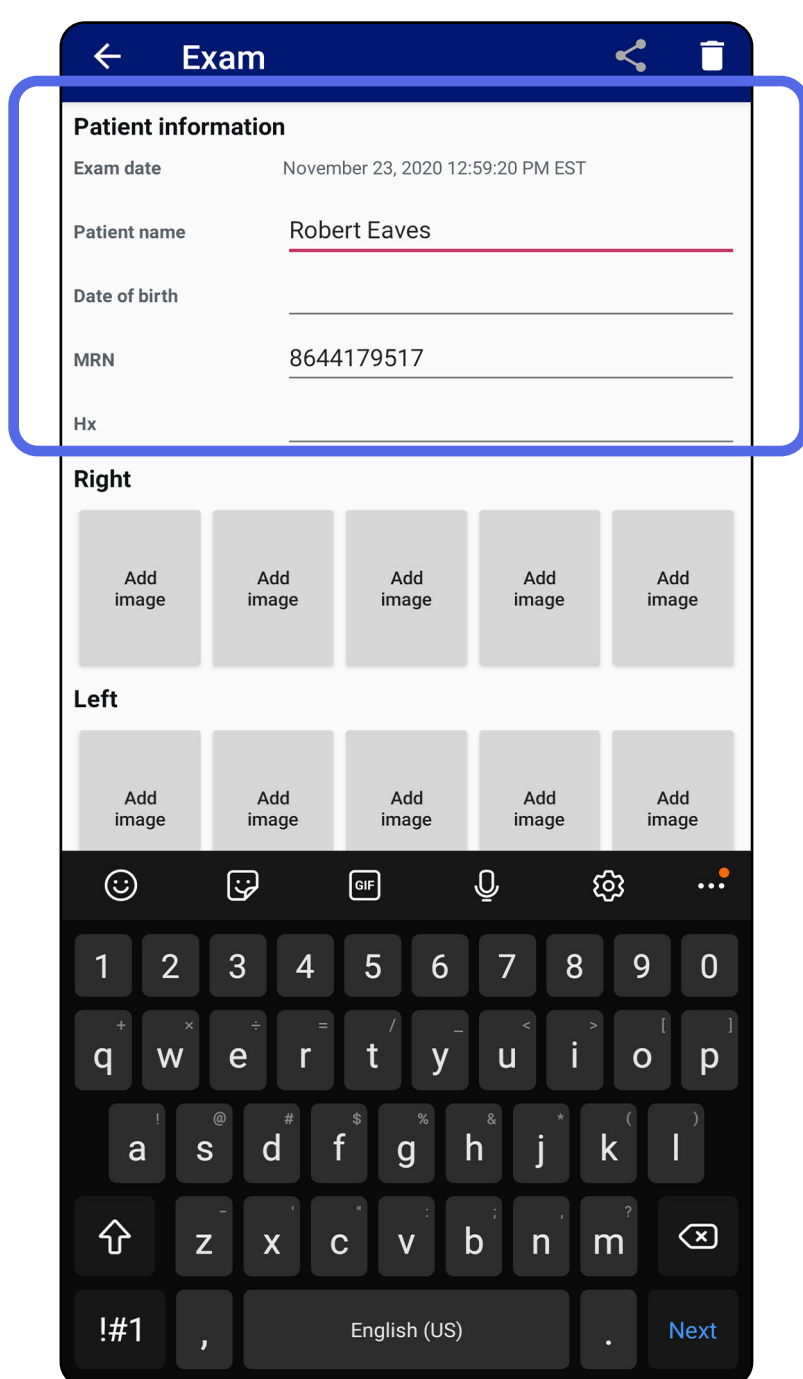 Exam
Patient information
Exam date November 23, 2020 12:59:20 PM EST
Patient name Robert Eaves
Date of birth
MRN 8644179517
Hx
Right
Add image Add image Add image Add image Add image
Left
Add image Add image Add image Add image Add image
GIF
1 2 3 4 5 6 7 8 9 0
+ × ÷ = / _ < > [ ]
q w e r t y u i o p
! @ # $ % & * ( )
a s d f g h j k l
- ' " : ; , ?
z x c v b n m
!#1 , English (US) . Next